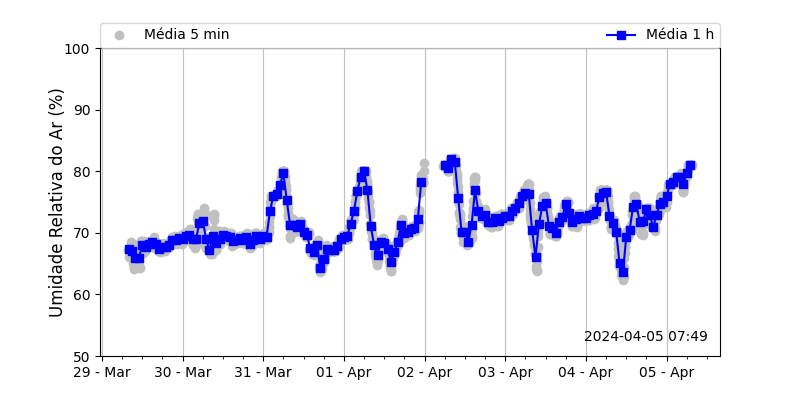 Média 5 min
Média 1 h
Umidade Relativa do Ar (%)
100
90
80
70
60
50
2024-04-05 07:49
29 - Mar
30 - Mar
31 - Mar
01 - Apr
02 - Apr
03 - Apr
04 - Apr
05 - Apr